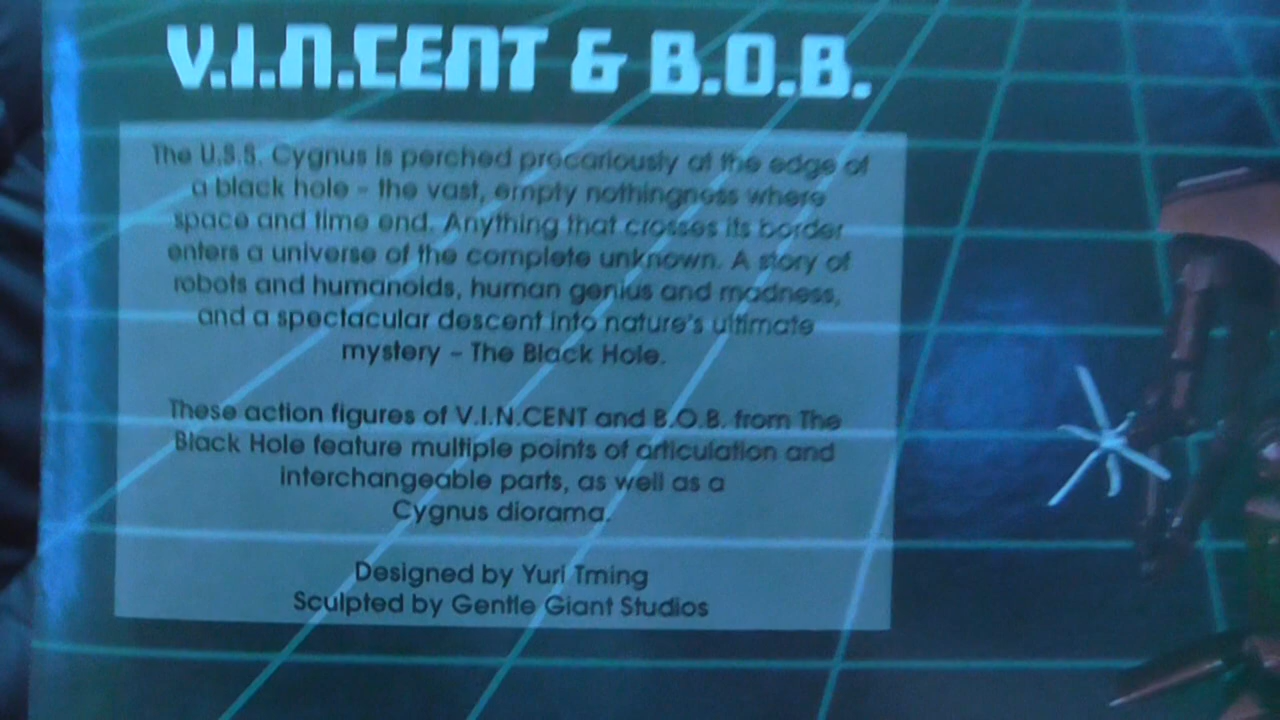 V.I.N.CENT & B.O.B.
The U.S.S. Cygnus is perched precariously at the edge of
a black hole – the vast, empty nothingness where
space and time end. Anything that crosses its border
enters a universe of the complete unknown. A story of
robots and humanoids, human genius and madness,
and a spectacular descent into nature's ultimate
mystery – The Black Hole.
These action figures of V.I.N.CENT and B.O.B. from The
Black Hole feature multiple points of articulation and
interchangeable parts, as well as a
Cygnus diorama.
Designed by Yuri Tming
Sculpted by Gentle Giant Studios